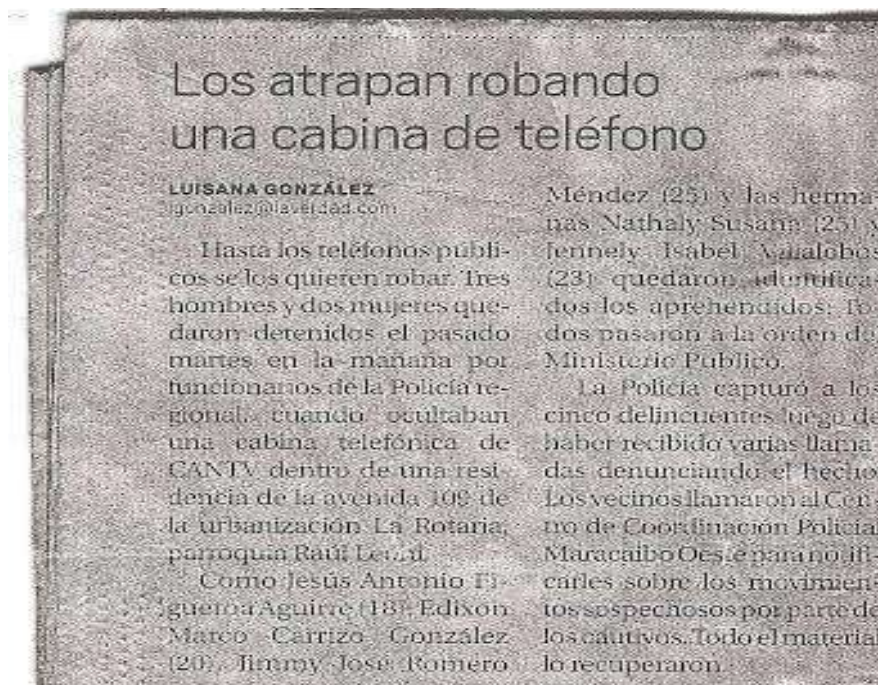 Los atrapan robando
una cabina de teléfono
LUISANA GONZÁLEZ
lgonzalez@laverdad.com
Hasta los teléfonos públi-
cos se los quieren robar. Tres
hombres y dos mujeres que-
daron detenidos el pasado
martes en la mañana por
funcionarios de la Policía re-
gional, cuando ocultaban
una cabina telefónica de
CANTV dentro de una resi-
dencia de la avenida 109 de
la urbanización La Rotaria,
parroquia Raúl Leoni.
Como Jesús Antonio Fi-
gueroa Aguirre (18), Edixon
Marco Carrizo González
(20), Jimmy José Romero
Méndez (25) y las herma-
nas Nathaly Susana (25) y
Jennely Isabel Villalobos
(23) quedaron identifica-
dos los aprehendidos. To-
dos pasaron a la orden del
Ministerio Público.
La Policía capturó a los
cinco delincuentes luego de
haber recibido varias llama-
das denunciando el hecho.
Los vecinos llamaron al Cen-
tro de Coordinación Policial
Maracaibo Oeste para notifi-
carles sobre los movimien-
tos sospechosos por parte de
los cautivos. Todo el material
lo recuperaron.